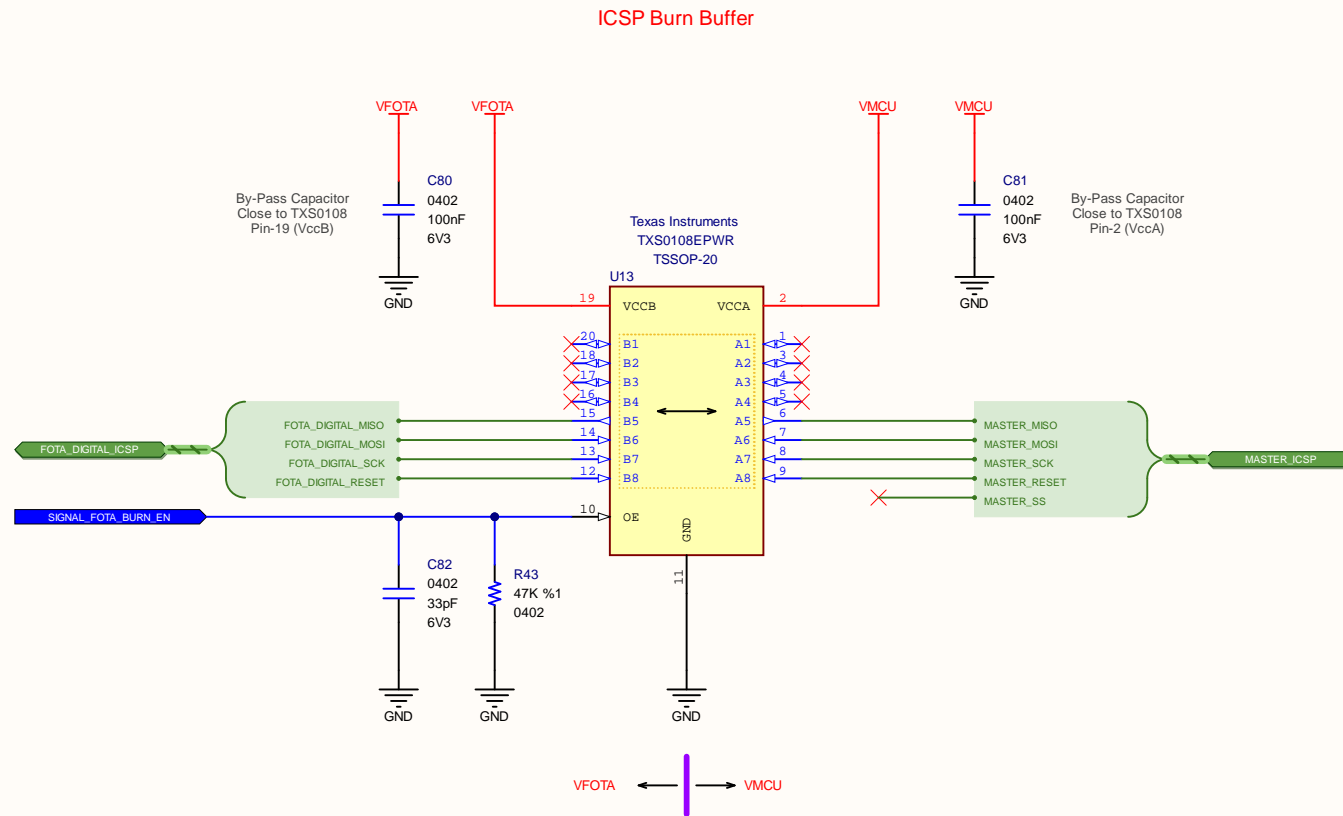 ICSP Burn Buffer
VFOTA
VFOTA
VMCU
VMCU
By-Pass Capacitor
Close to TXS0108
Pin-19 (VccB)
C80
0402
100nF
6V3
GND
Texas Instruments
TXS0108EPWR
TSSOP-20
U13
C81
0402
100nF
6V3
GND
By-Pass Capacitor
Close to TXS0108
Pin-2 (VccA)
19 VCCB VCCA 2
20 B1 A1 1
18 B2 A2 3
17 B3 A3 4
16 B4 A4 5
15 B5 A5 6
14 B6 A6 7
13 B7 A7 8
12 B8 A8 9
10 OE
GND
11
FOTA_DIGITAL_ICSP
FOTA_DIGITAL_MISO
FOTA_DIGITAL_MOSI
FOTA_DIGITAL_SCK
FOTA_DIGITAL_RESET
SIGNAL_FOTA_BURN_EN
MASTER_MISO
MASTER_MOSI
MASTER_SCK
MASTER_RESET
MASTER_SS
MASTER_ICSP
C82
0402
33pF
6V3
GND
R43
47K %1
0402
GND
GND
VFOTA
VMCU